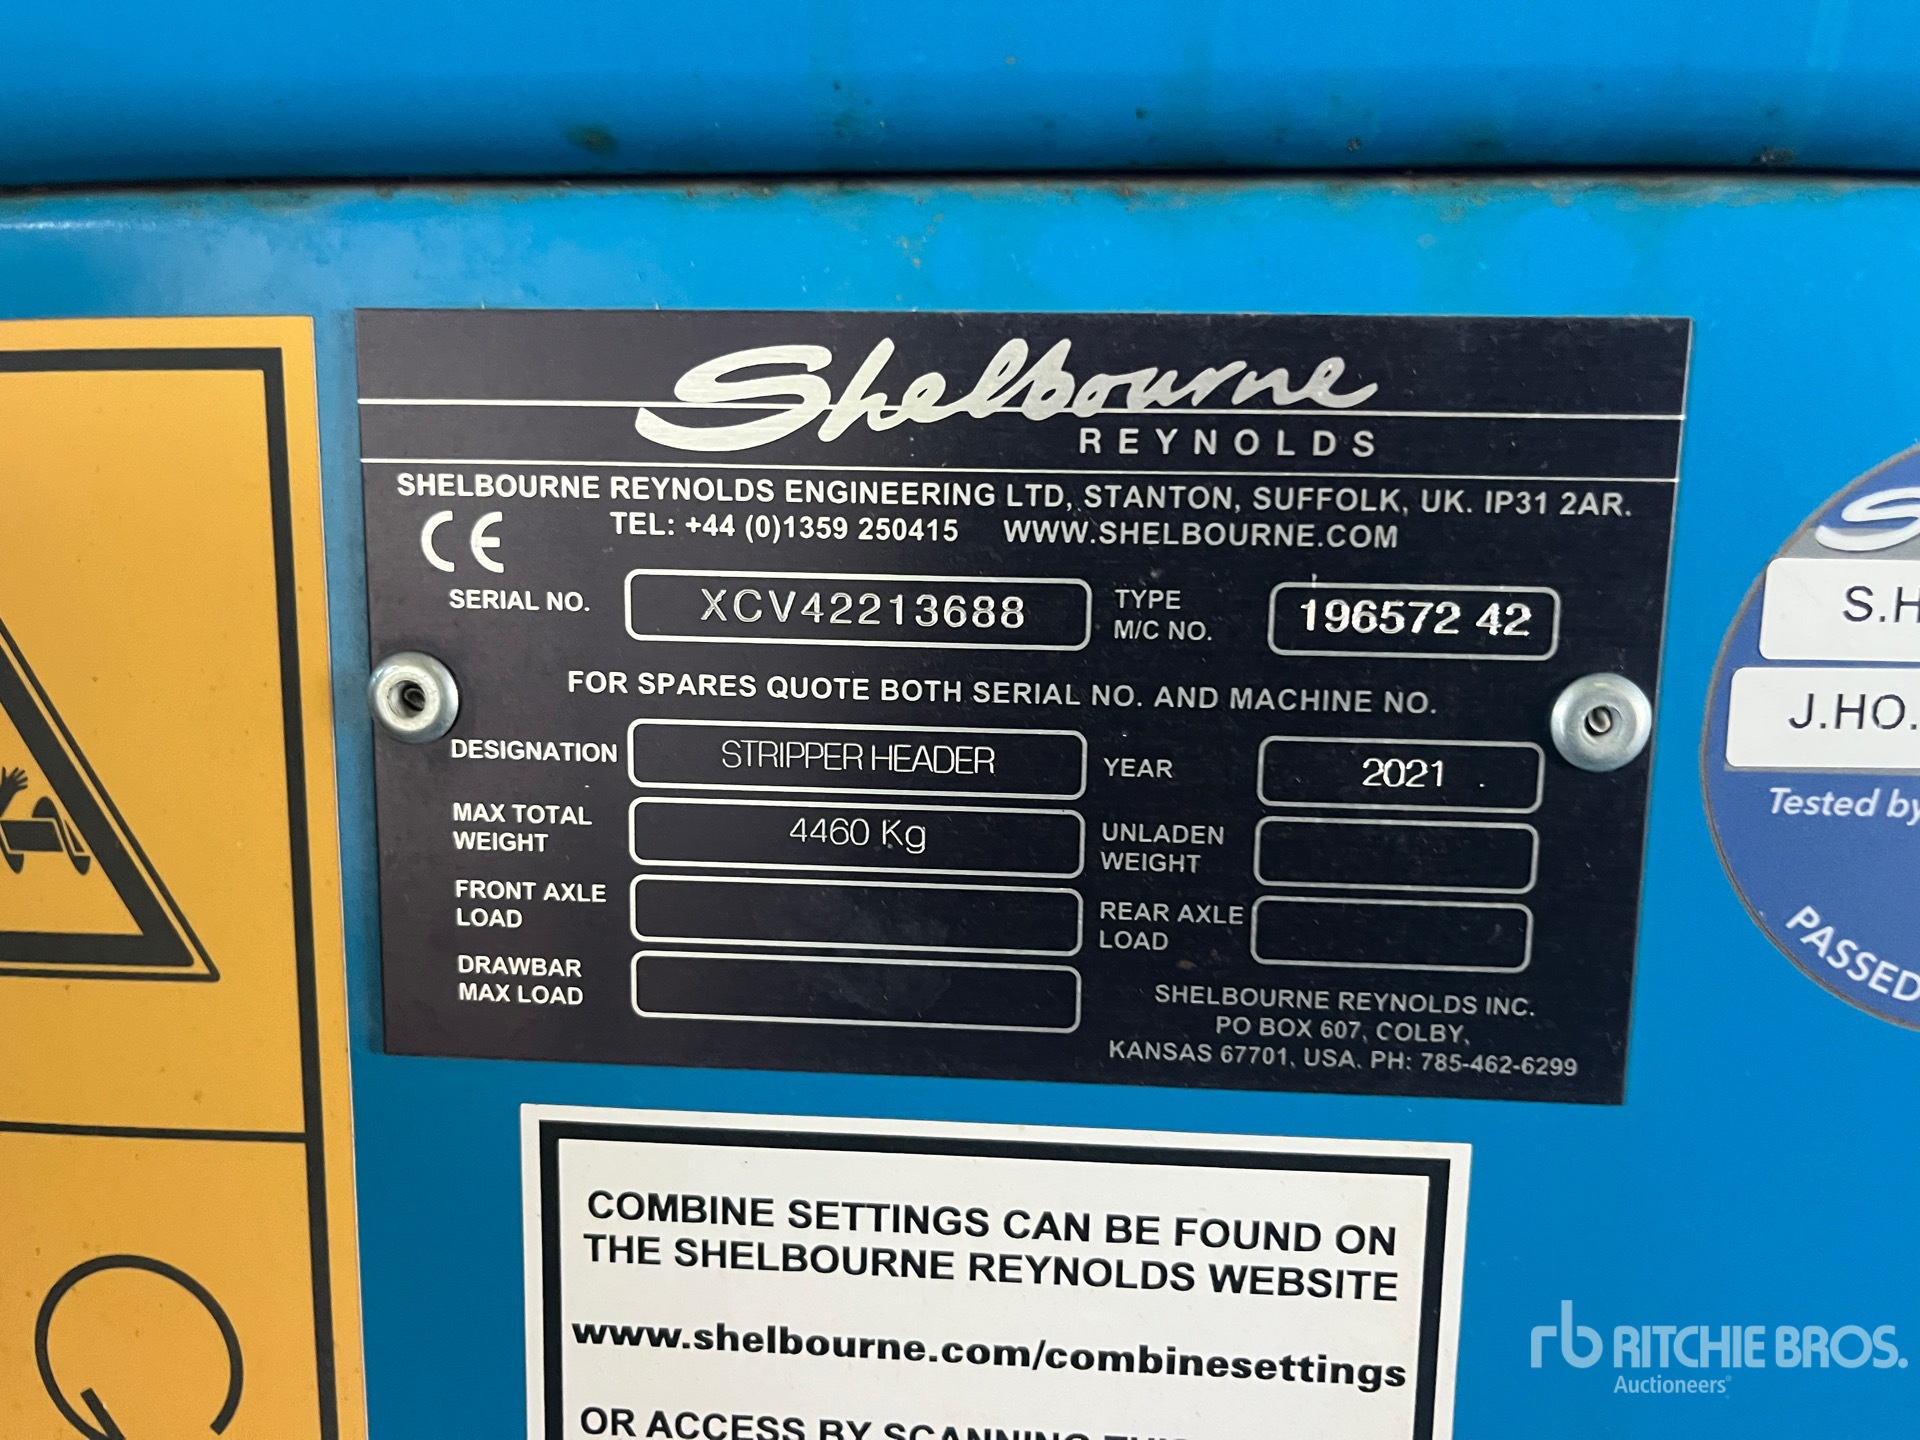 Shelbourne
REYNOLDS
SHELBOURNE REYNOLDS ENGINEERING LTD, STANTON, SUFFOLK, UK. IP31 2AR.
CE TEL: +44 (0)1359 250415 WWW.SHELBOURNE.COM
SERIAL NO. XCV42213688 TYPE M/C NO. 196572 42
FOR SPARES QUOTE BOTH SERIAL NO. AND MACHINE NO.
DESIGNATION STRIPPER HEADER YEAR 2021 .
MAX TOTAL WEIGHT 4460 Kg UNLADEN WEIGHT
FRONT AXLE LOAD REAR AXLE LOAD
DRAWBAR MAX LOAD
SHELBOURNE REYNOLDS INC.
PO BOX 607, COLBY,
KANSAS 67701, USA. PH: 785-462-6299
S.H
J.HO.
Tested by
PASSED
COMBINE SETTINGS CAN BE FOUND ON
THE SHELBOURNE REYNOLDS WEBSITE
www.shelbourne.com/combinesettings
OR ACCESS BY SCANNING
rb RITCHIE BROS.
Auctioneers